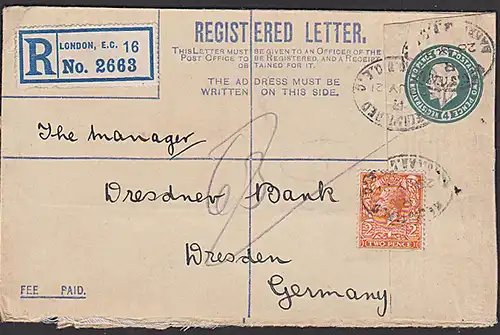 R LONDON, E.C. 16
No. 2663
REGISTERED LETTER.
THIS LETTER MUST BE GIVEN TO AN OFFICER OF THE
POST OFFICE TO BE REGISTERED, AND A RECEIPT
OBTAINED FOR IT.
THE ADDRESS MUST BE
WRITTEN ON THIS SIDE.
The Manager
Dresdner Bank
Dresden
Germany
2 2
TWO PENCE
FEE PAID.